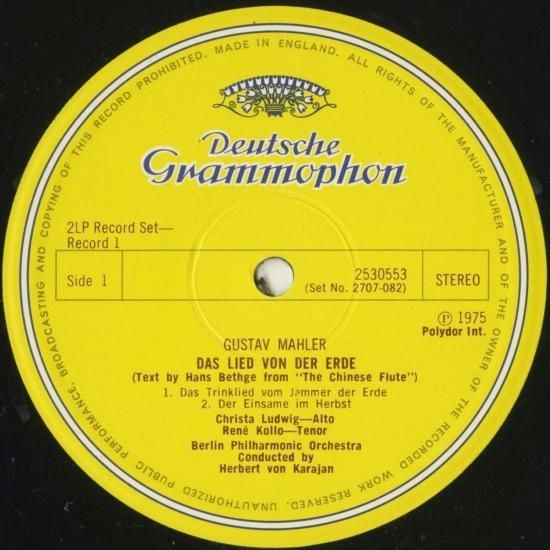 MADE IN ENGLAND. ALL RIGHTS OF THE MANUFACTURER AND OF THE OWNER OF THE RECORDED WORK RESERVED. UNAUTHORIZED PUBLIC PERFORMANCE, BROADCASTING AND COPYING OF THIS RECORD PROHIBITED.
Deutsche
Grammophon
2LP Record Set—
Record 1
Side 1
2530553
(Set No. 2707-082)
STEREO
Ⓟ 1975
Polydor Int.
GUSTAV MAHLER
DAS LIED VON DER ERDE
(Text by Hans Bethge from "The Chinese Flute")
1. Das Trinklied vom Jammer der Erde
2. Der Einsame im Herbst
Christa Ludwig—Alto
René Kollo—Tenor
Berlin Philharmonic Orchestra
Conducted by
Herbert von Karajan